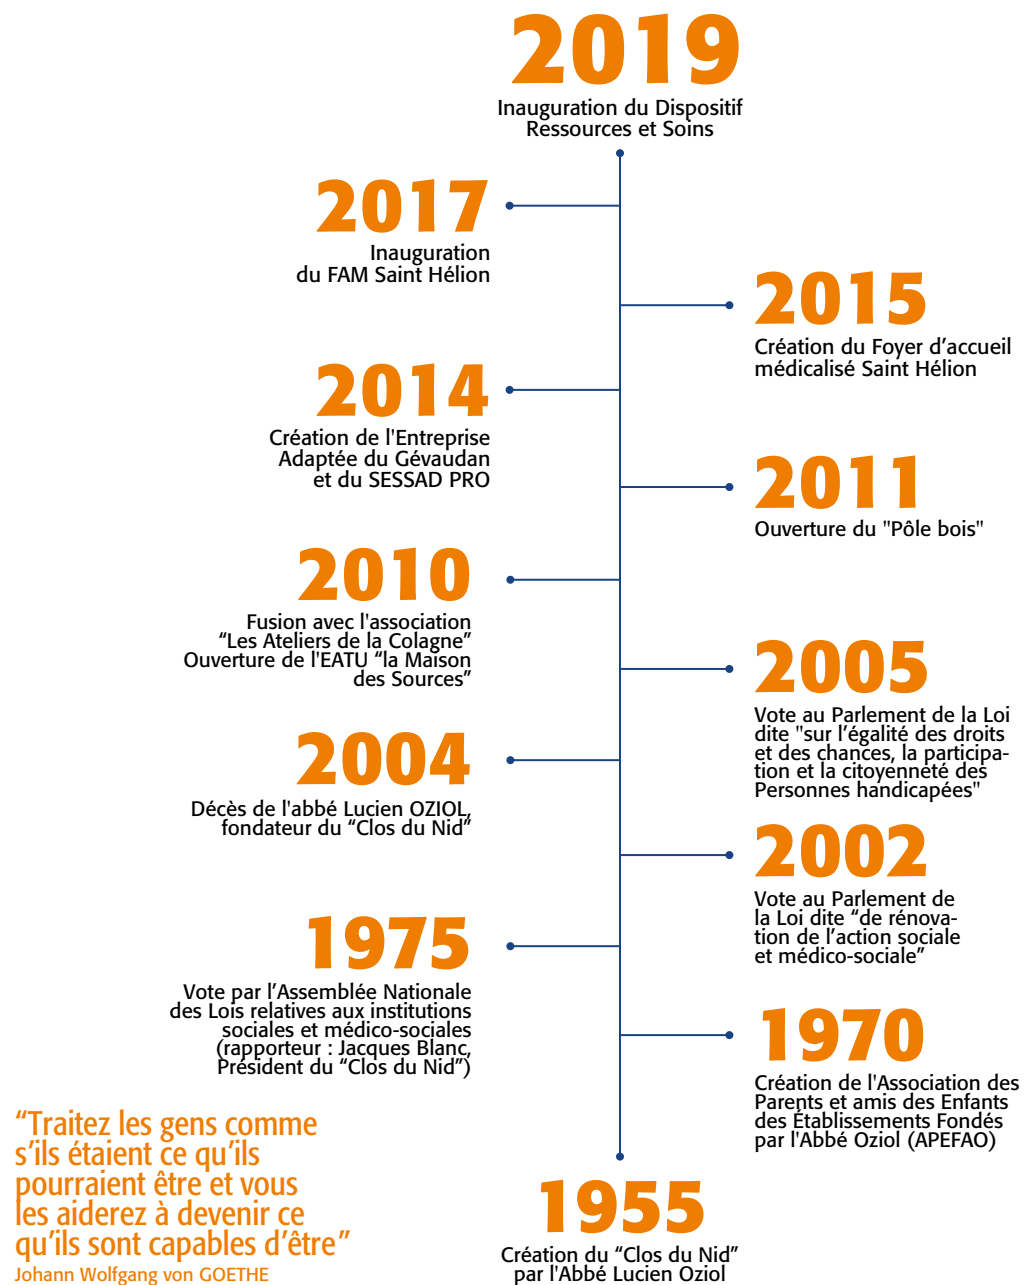 2019
Inauguration du Dispositif
Ressources et Soins
2017
Inauguration
du FAM Saint Hélion
2015
Création du Foyer d’accueil
médicalisé Saint Hélion
2014
Création de l'Entreprise
Adaptée du Gévaudan
et du SESSAD PRO
2011
Ouverture du "Pôle bois"
2010
Fusion avec l'association
“Les Ateliers de la Colagne”
Ouverture de l'EATU “la Maison
des Sources”
2005
Vote au Parlement de la Loi
dite "sur l’égalité des droits
et des chances, la participa-
tion et la citoyenneté des
Personnes handicapées"
2004
Décès de l'abbé Lucien OZIOL,
fondateur du “Clos du Nid”
2002
Vote au Parlement de
la Loi dite “de rénova-
tion de l’action sociale
et médico-sociale”
1975
Vote par l’Assemblée Nationale
des Lois relatives aux institutions
sociales et médico-sociales
(rapporteur : Jacques Blanc,
Président du “Clos du Nid”)
1970
Création de l'Association des
Parents et amis des Enfants
des Établissements Fondés
par l'Abbé Oziol (APEFAO)
“Traitez les gens comme
s’ils étaient ce qu’ils
pourraient être et vous
les aiderez à devenir ce
qu’ils sont capables d’être”
Johann Wolfgang von GOETHE
1955
Création du “Clos du Nid”
par l'Abbé Lucien Oziol